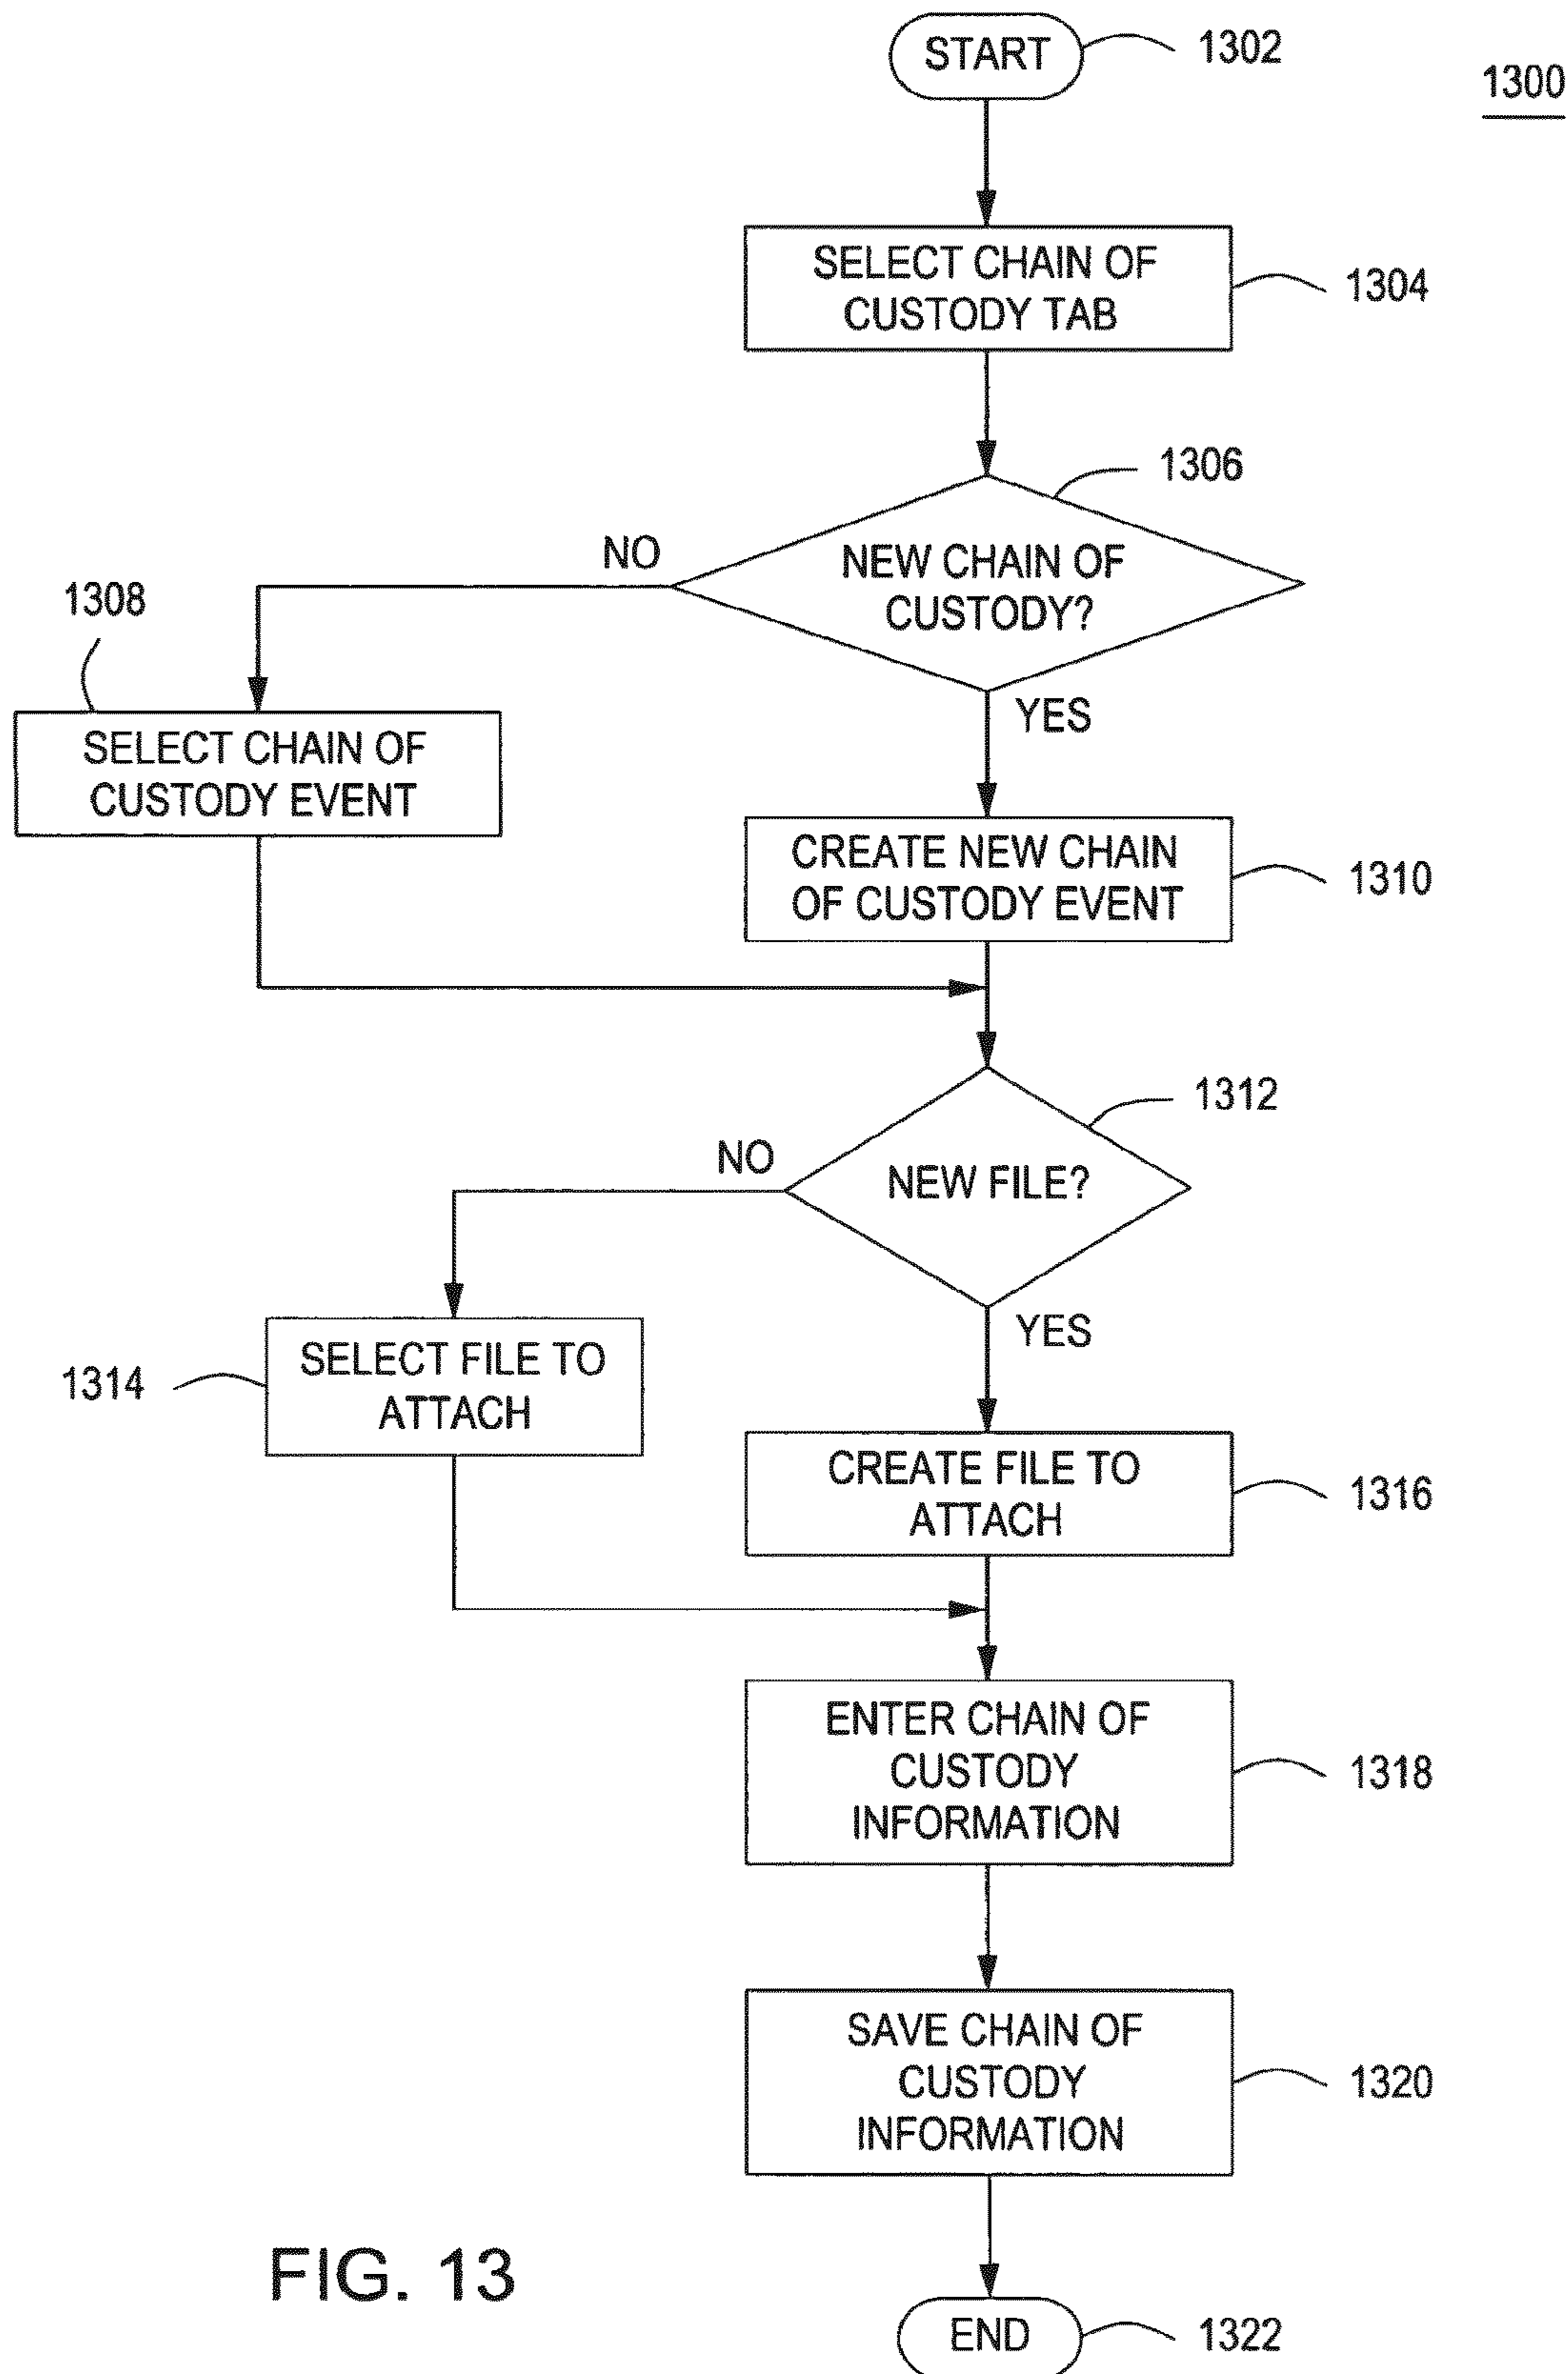 START
1302
1300
SELECT CHAIN OF
CUSTODY TAB
1304
1306
NEW CHAIN OF
CUSTODY?
NO
YES
1308
SELECT CHAIN OF
CUSTODY EVENT
CREATE NEW CHAIN
OF CUSTODY EVENT
1310
1312
NEW FILE?
NO
YES
1314
SELECT FILE TO
ATTACH
CREATE FILE TO
ATTACH
1316
ENTER CHAIN OF
CUSTODY
INFORMATION
1318
SAVE CHAIN OF
CUSTODY
INFORMATION
1320
FIG. 13
END
1322